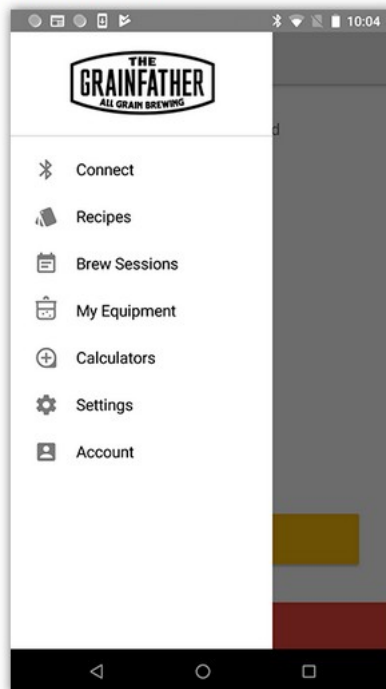 10:04
THE
GRAINFATHER
ALL GRAIN BREWING
d
Connect
Recipes
Brew Sessions
My Equipment
Calculators
Settings
Account